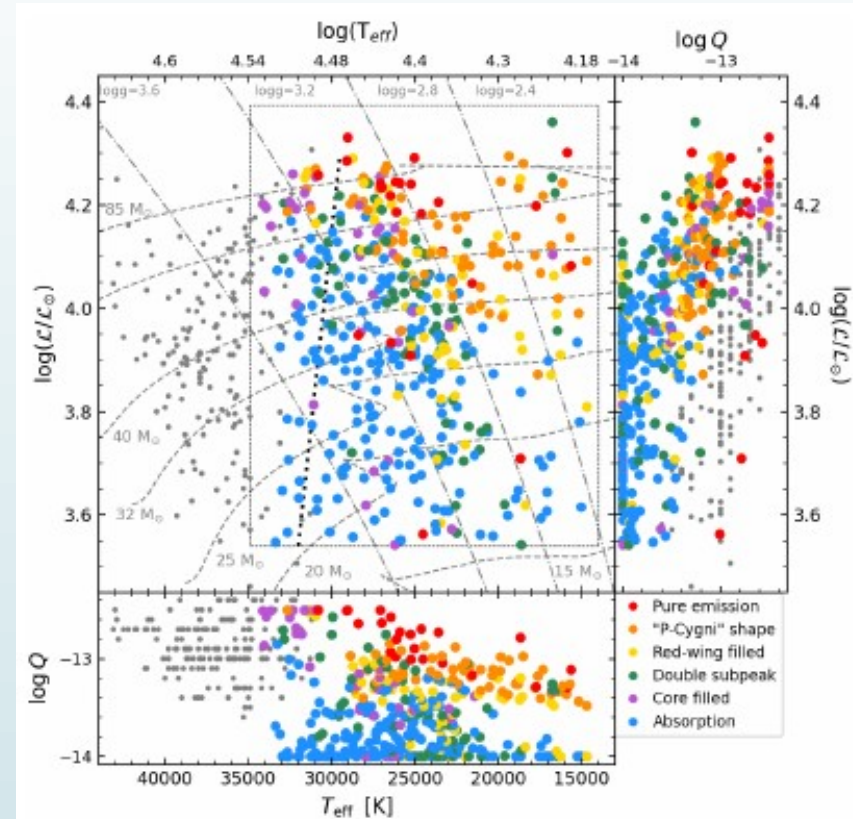 log(T_eff)
log Q
4.6 4.54 4.48 4.4 4.3 4.18
−14 −13
logg=3.6 logg=3.2 logg=2.8 logg=2.4
4.4
4.2
4.0
3.8
3.6
log(ℒ/ℒ⊙)
85 M⊙
40 M⊙
32 M⊙
25 M⊙
20 M⊙
15 M⊙
4.4
4.2
4.0
3.8
3.6
log(ℒ/ℒ⊙)
log Q
−13
−14
40000 35000 30000 25000 20000 15000
T_eff [K]
Pure emission
"P-Cygni" shape
Red-wing filled
Double subpeak
Core filled
Absorption